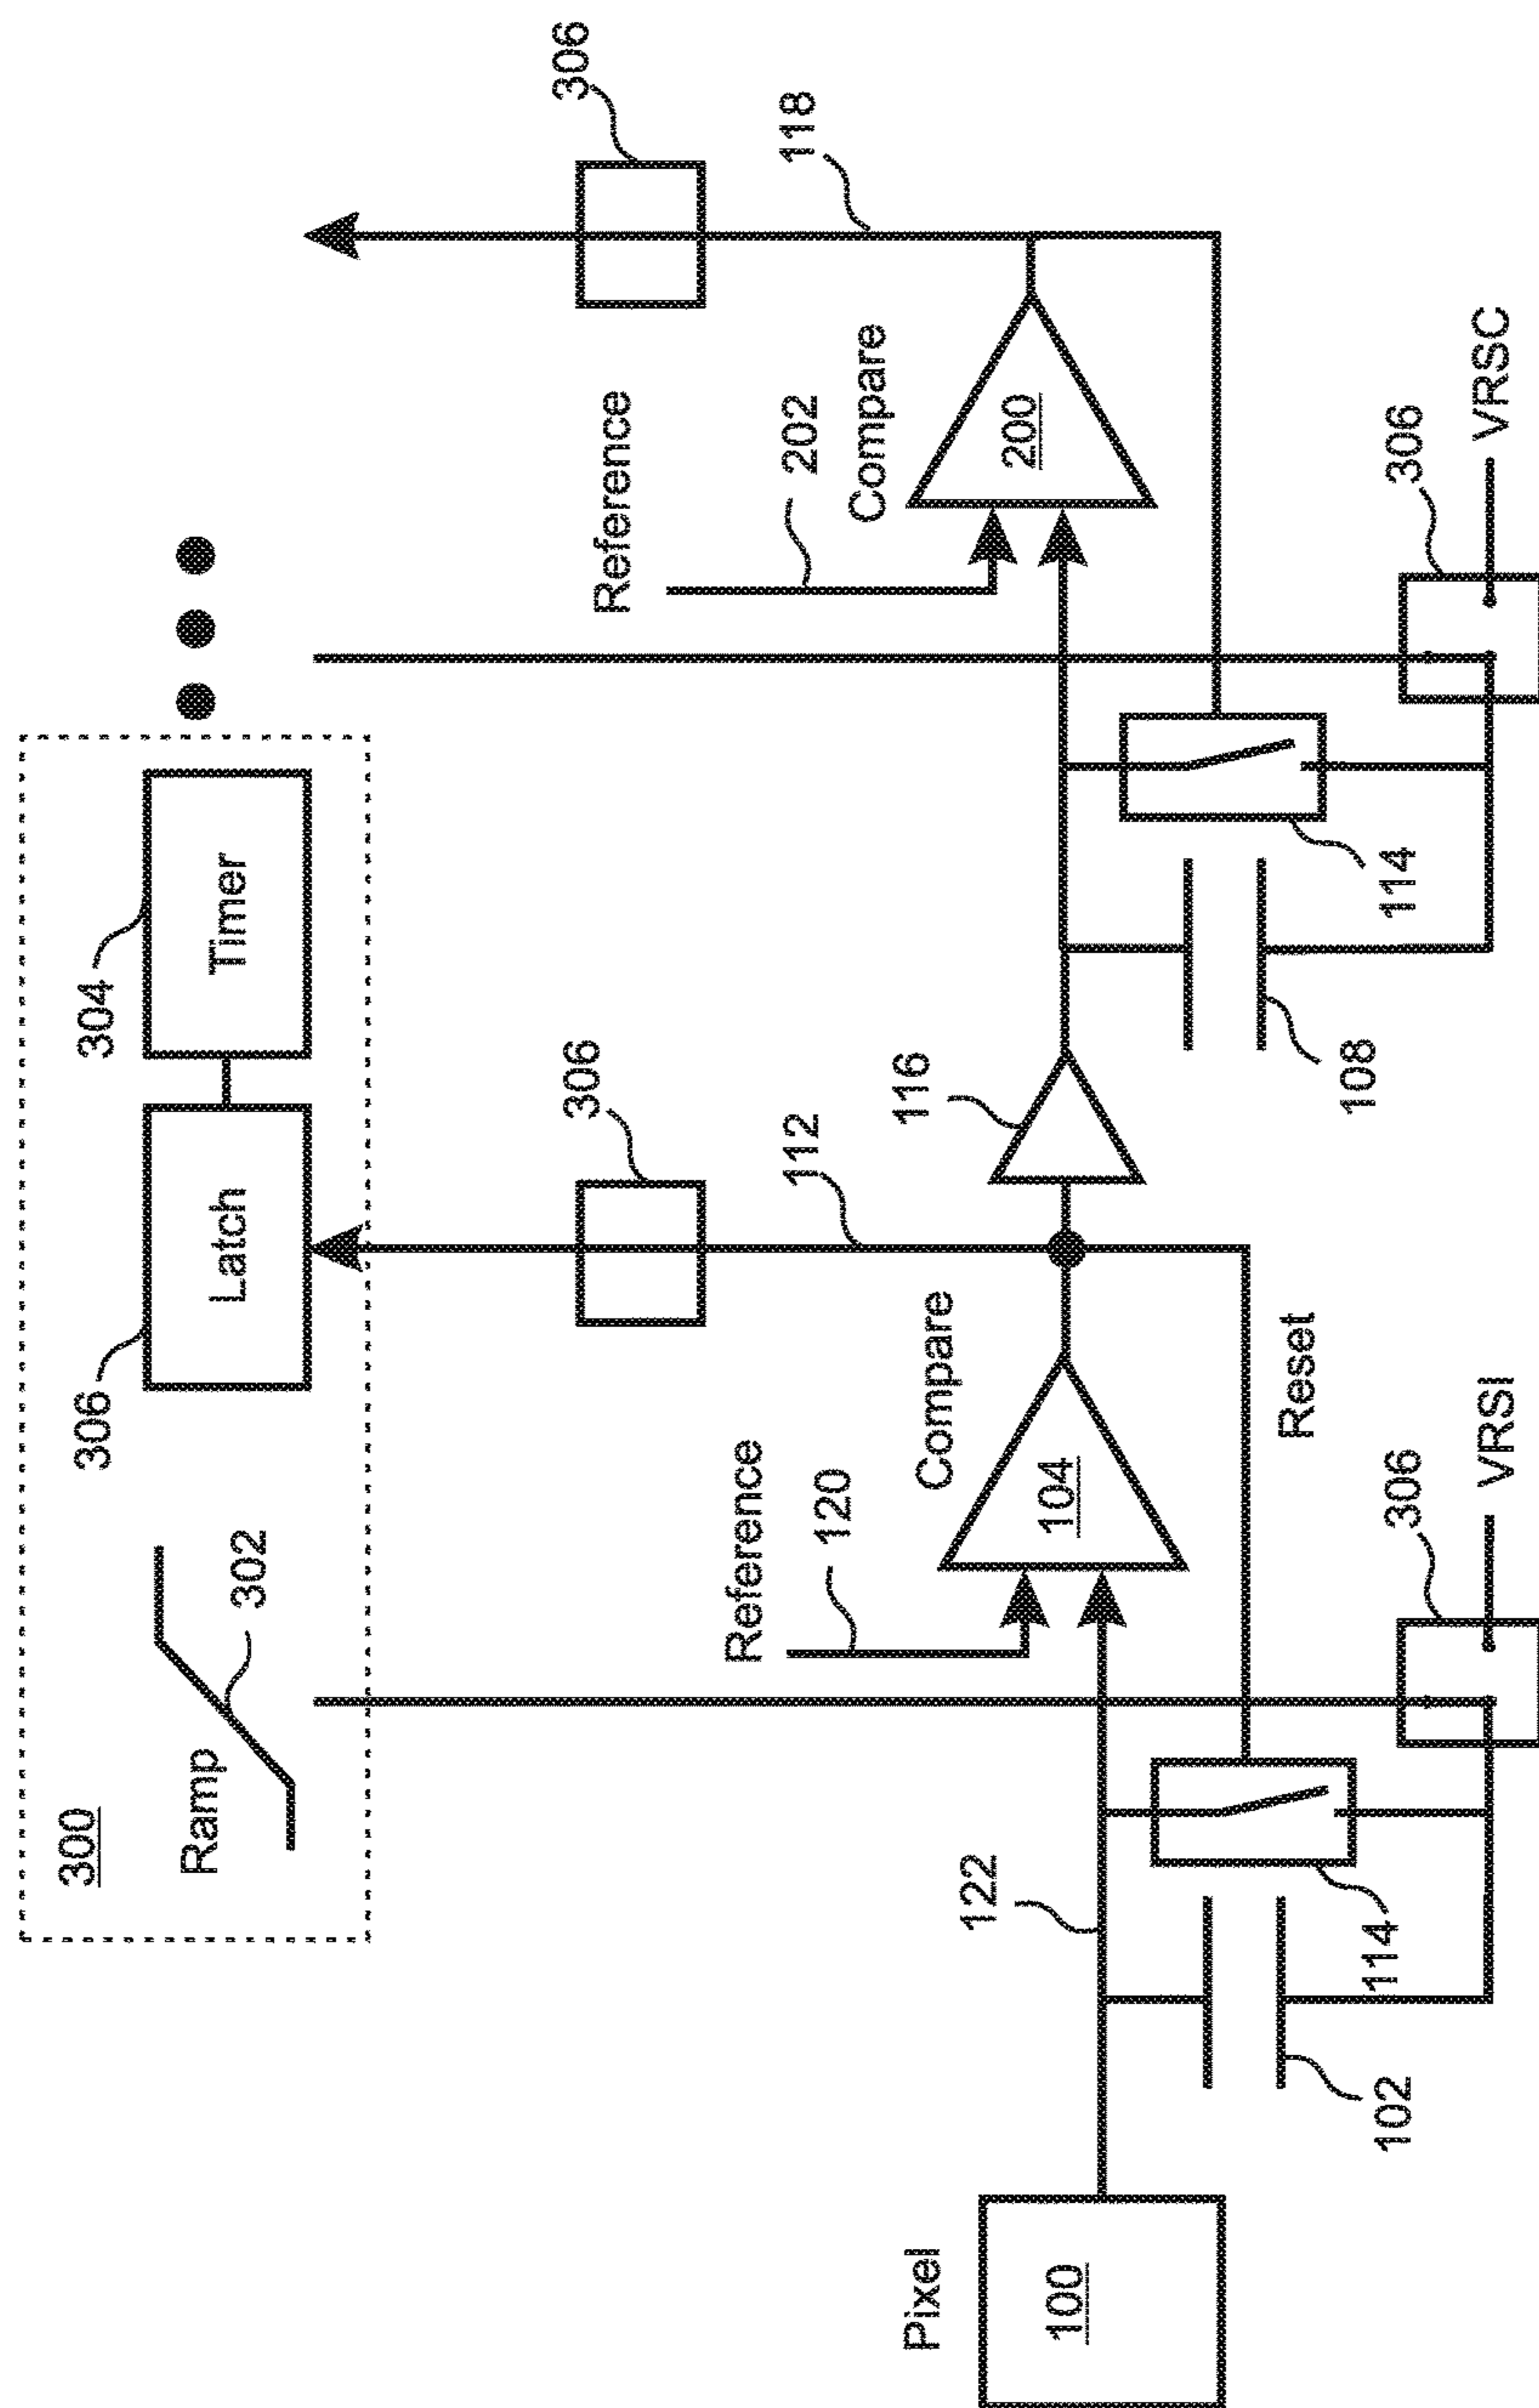 300
Ramp
302
306
Latch
304
Timer
306
306
Reference
120
Compare
104
112
116
Reference
202
Compare
200
118
Pixel
100
122
102
114
Reset
306
VRSI
108
114
306
VRSC